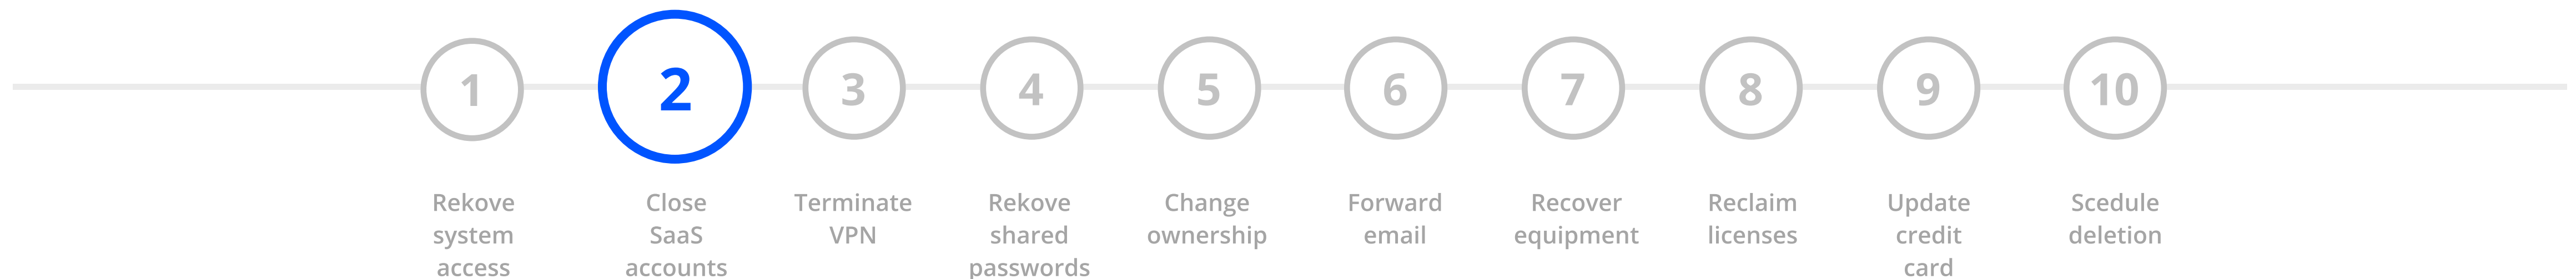 1
2
3
4
5
6
7
8
9
10
Rekove
system
access
Close
SaaS
accounts
Terminate
VPN
Rekove
shared
passwords
Change
ownership
Forward
email
Recover
equipment
Reclaim
licenses
Update
credit
card
Scedule
deletion